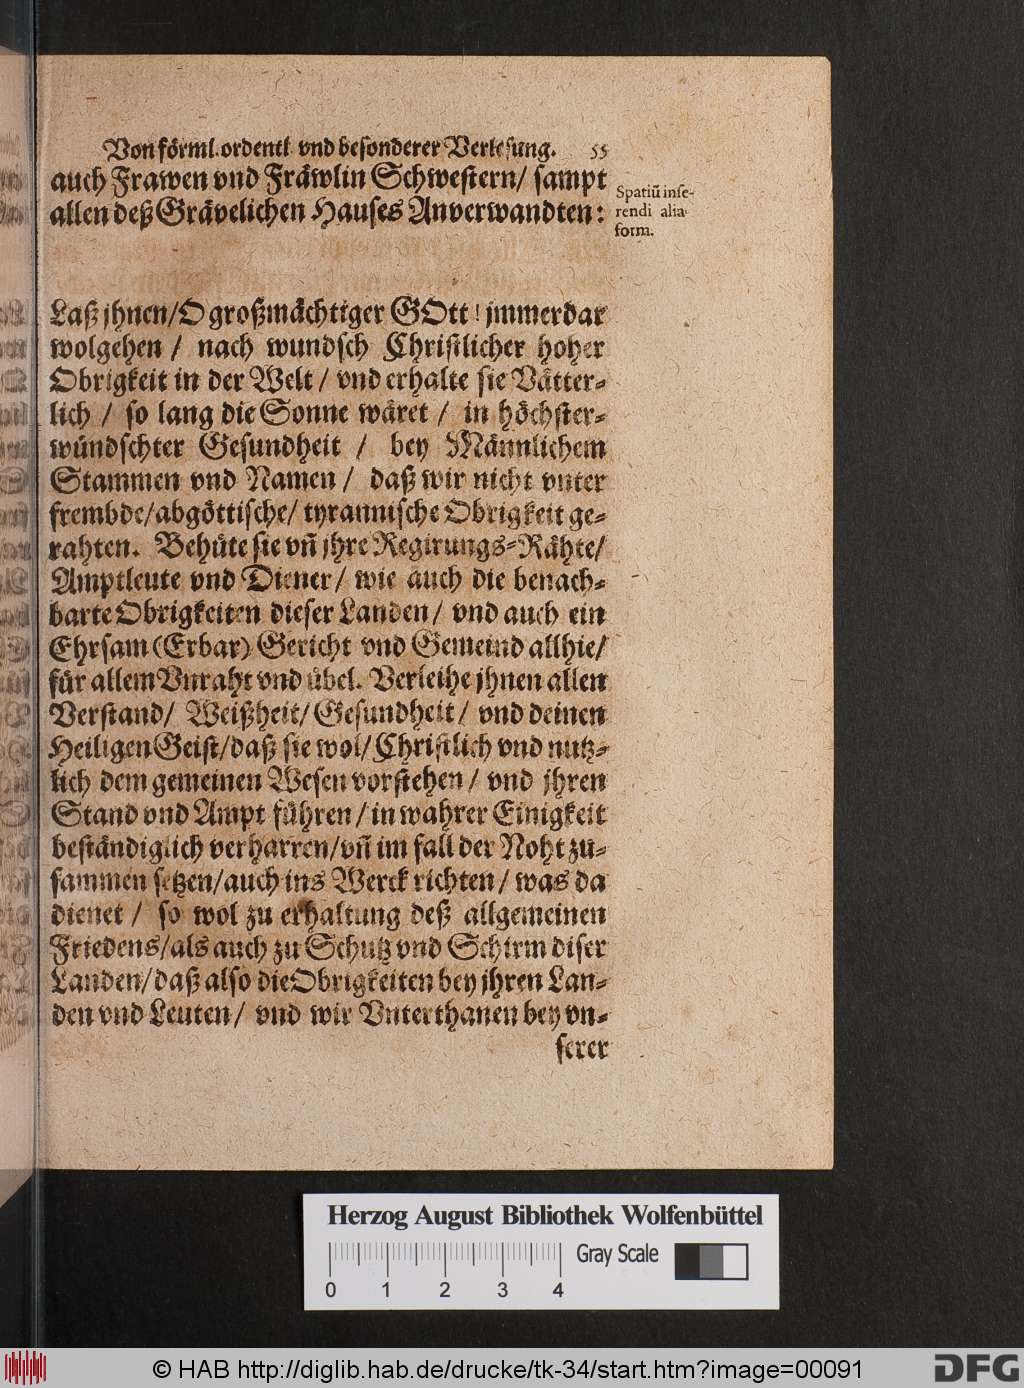 Von förml. ordentl. vnd besonderer Verlesung. 55
auch Frawen vnd Fräwlin Schwestern/ sampt
allen deß Grävelichen Hauses Anverwandten:
Spatiū inse-
rendi alia
form.
Laß jhnen/O großmächtiger GOtt! jmmerdar
wolgehen / nach wundsch Christlicher hoher
Obrigkeit in der Welt / vnd erhalte sie Vätter-
lich / so lang die Sonne wäret / in höchster-
wündschter Gesundheit / bey Männlichem
Stammen vnd Namen / daß wir nicht vnter
frembde/abgöttische/ tyrannische Obrigkeit ge-
rahten. Behüte sie vñ jhre Regirungs-Rähte/
Amptleute vnd Diener / wie auch die benach-
barte Obrigkeiten dieser Landen / vnd auch ein
Ehrsam (Erbar) Gericht vnd Gemeind allhie/
für allem Vnraht vnd übel. Verleihe jhnen allen
Verstand/ Weißheit/ Gesundheit / vnd deinen
Heiligen Geist/daß sie wol/ Christlich vnd nutz-
lich dem gemeinen Wesen vorstehen / vnd jhren
Stand vnd Ampt führen / in wahrer Einigkeit
beständiglich verharren/vñ im fall der Noht zu-
sammen setzen/auch ins Werck richten / was da
dienet / so wol zu erhaltung deß allgemeinen
Friedens/als auch zu Schutz vnd Schirm diser
Landen/daß also die Obrigkeiten bey jhren Lan-
den vnd Leuten / vnd wir Vnterthanen bey vn-
serer
Herzog August Bibliothek Wolfenbüttel
Gray Scale
0 1 2 3 4
© HAB http://diglib.hab.de/drucke/tk-34/start.htm?image=00091
DFG